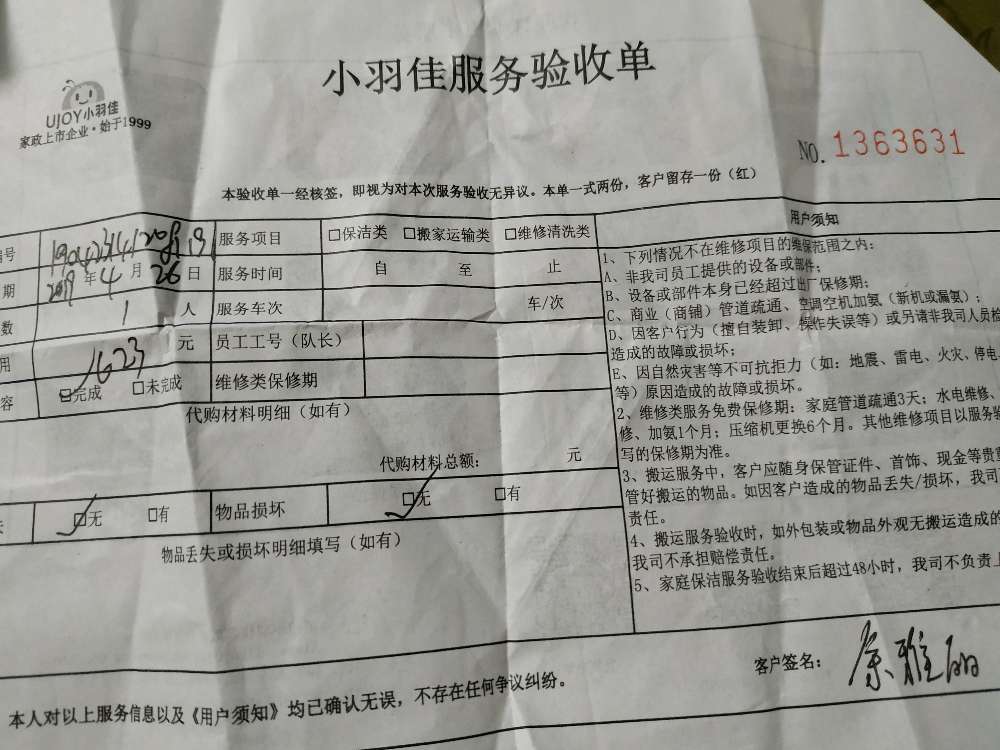 小羽佳服务验收单
UJOY小羽佳
家政上市企业·始于1999
NO. 1363631
本验收单一经核签，即视为对本次服务验收无异议。本单一式两份，客户留存一份（红）
号 服务项目 □保洁类 □搬家运输类 □维修清洗类
期 2019年4月26日 服务时间 自 至 止
数 1 人 服务车次 车/次
用 1623 元 员工工号（队长）
容 □完成 □未完成 维修类保修期
代购材料明细（如有）
代购材料总额： 元
□无 □有 物品损坏 □无 □有
物品丢失或损坏明细填写（如有）
用户须知
1、下列情况不在维修项目的维保范围之内：
A、非我司员工提供的设备或部件；
B、设备或部件本身已经超过出厂保修期；
C、商业（商铺）管道疏通、空调空机加氨（新机或漏氨）；
D、因客户行为（擅自装卸、操作失误等）或另请非我司人员检
造成的故障或损坏；
E、因自然灾害等不可抗拒力（如：地震、雷电、火灾、停电
等）原因造成的故障或损坏。
2、维修类服务免费保修期：家庭管道疏通3天；水电维修、
修、加氨1个月；压缩机更换6个月。其他维修项目以服务验
写的保修期为准。
3、搬运服务中，客户应随身保管证件、首饰、现金等贵重
管好搬运的物品。如因客户造成的物品丢失/损坏，我司
责任。
4、搬运服务验收时，如外包装或物品外观无搬运造成的
我司不承担赔偿责任。
5、家庭保洁服务验收结束后超过48小时，我司不负责上
客户签名： 康雅丽
本人对以上服务信息以及《用户须知》均已确认无误，不存在任何争议纠纷。